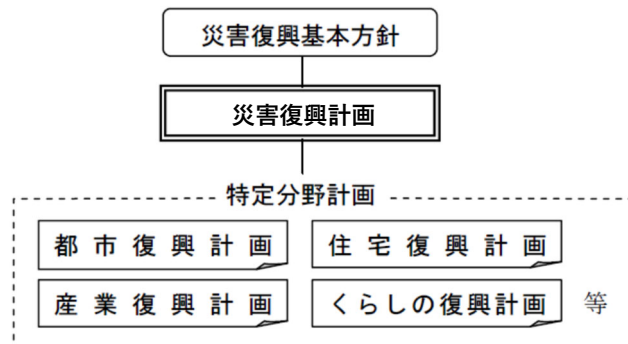 災害復興基本方針
災害復興計画
特定分野計画
都市復興計画
住宅復興計画
産業復興計画
くらしの復興計画 等